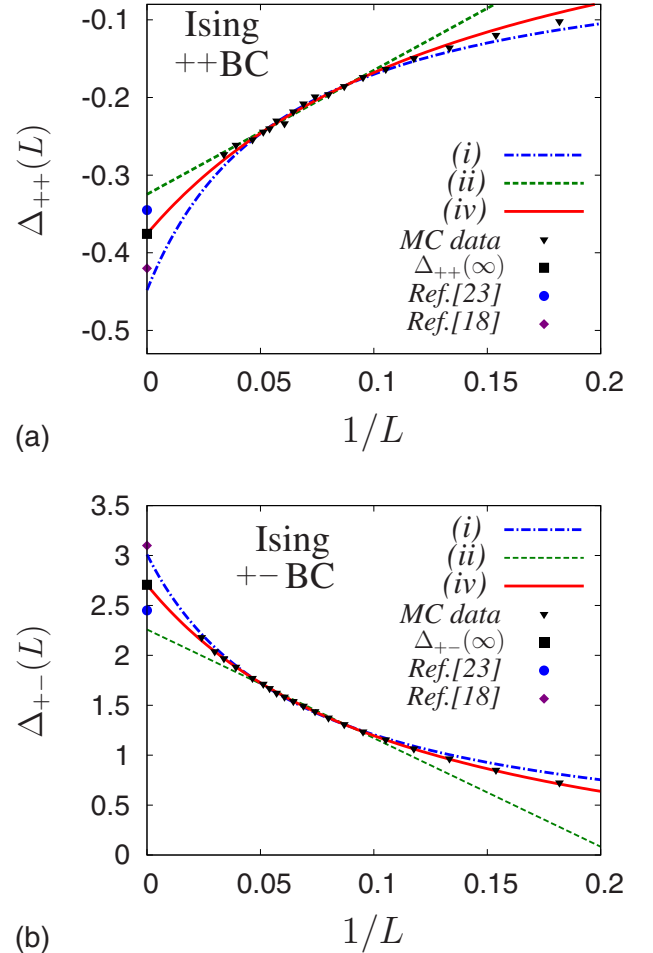 Ising
++BC
-0.1
-0.2
-0.3
-0.4
-0.5
Δ₊₊(L)
(i)
(ii)
(iv)
MC data
Δ₊₊(∞)
Ref.[23]
Ref.[18]
0 0.05 0.1 0.15 0.2
1/L
(a)
Ising
+−BC
3.5
3
2.5
2
1.5
1
0.5
0
Δ₊₋(L)
(i)
(ii)
(iv)
MC data
Δ₊₋(∞)
Ref.[23]
Ref.[18]
0 0.05 0.1 0.15 0.2
1/L
(b)